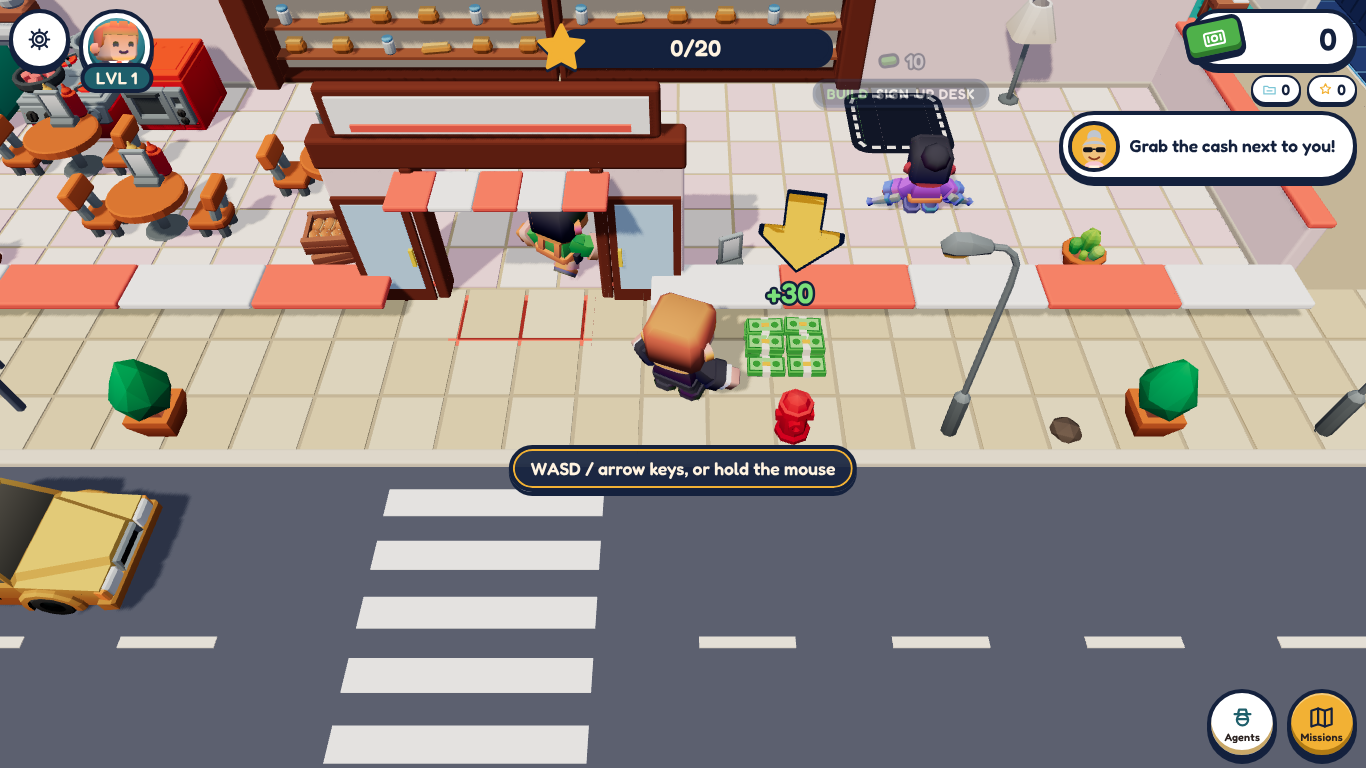 0/20
0
LVL 1
10
BUILD SIGN-UP DESK
0
0
Grab the cash next to you!
+30
WASD / arrow keys, or hold the mouse
Agents
Missions